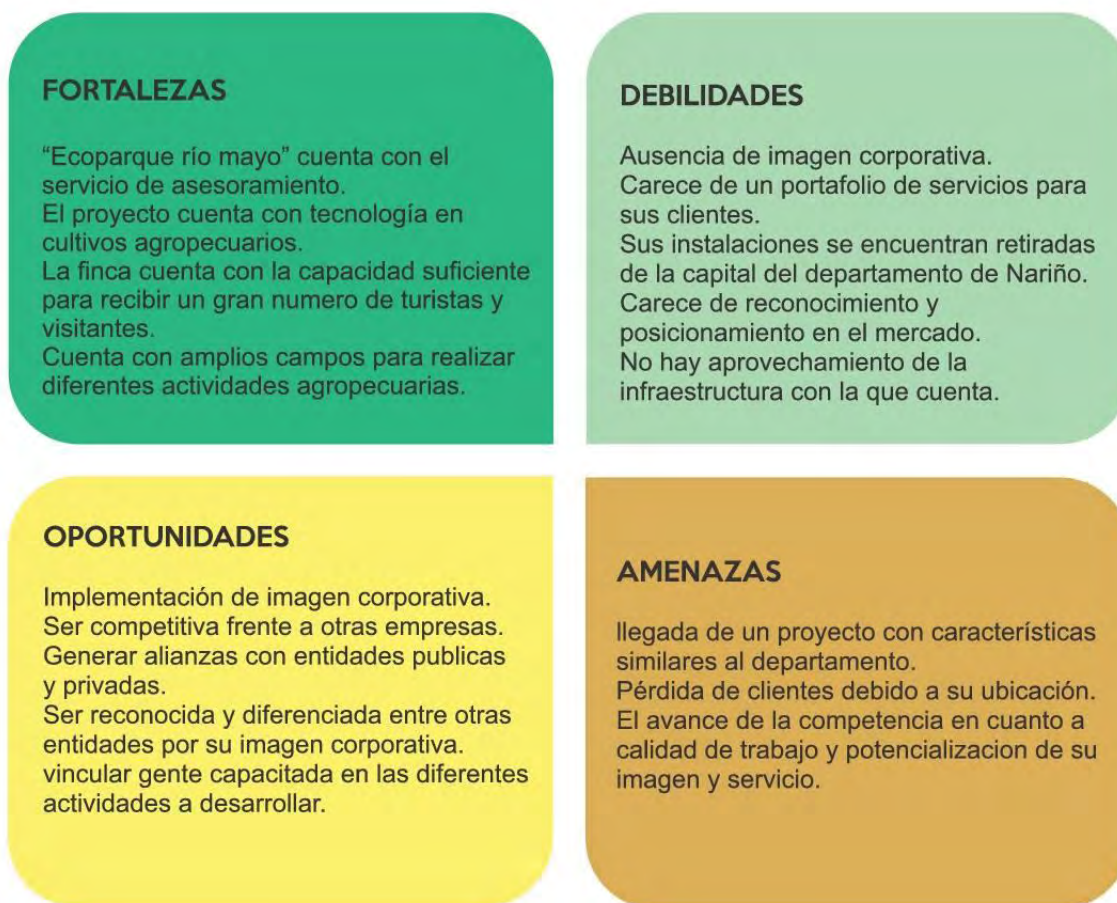 FORTALEZAS
“Ecoparque río mayo” cuenta con el
servicio de asesoramiento.
El proyecto cuenta con tecnología en
cultivos agropecuarios.
La finca cuenta con la capacidad suficiente
para recibir un gran numero de turistas y
visitantes.
Cuenta con amplios campos para realizar
diferentes actividades agropecuarias.
DEBILIDADES
Ausencia de imagen corporativa.
Carece de un portafolio de servicios para
sus clientes.
Sus instalaciones se encuentran retiradas
de la capital del departamento de Nariño.
Carece de reconocimiento y
posicionamiento en el mercado.
No hay aprovechamiento de la
infraestructura con la que cuenta.
OPORTUNIDADES
Implementación de imagen corporativa.
Ser competitiva frente a otras empresas.
Generar alianzas con entidades publicas
y privadas.
Ser reconocida y diferenciada entre otras
entidades por su imagen corporativa.
vincular gente capacitada en las diferentes
actividades a desarrollar.
AMENAZAS
llegada de un proyecto con características
similares al departamento.
Pérdida de clientes debido a su ubicación.
El avance de la competencia en cuanto a
calidad de trabajo y potencializacion de su
imagen y servicio.